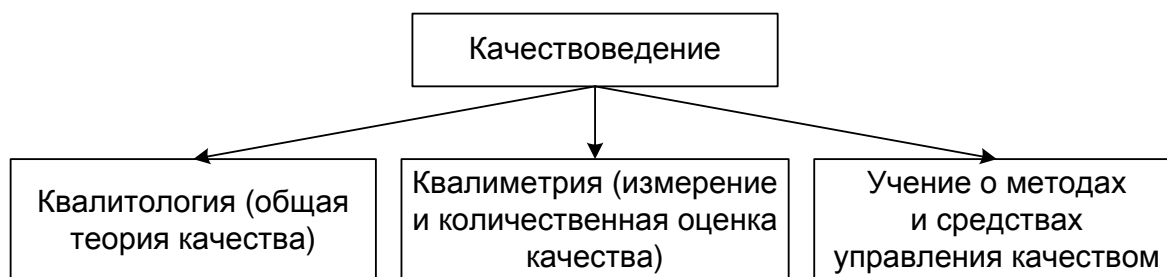 Качествоведение
Квалитология (общая
теория качества)
Квалиметрия (измерение
и количественная оценка
качества)
Учение о методах
и средствах
управления качеством